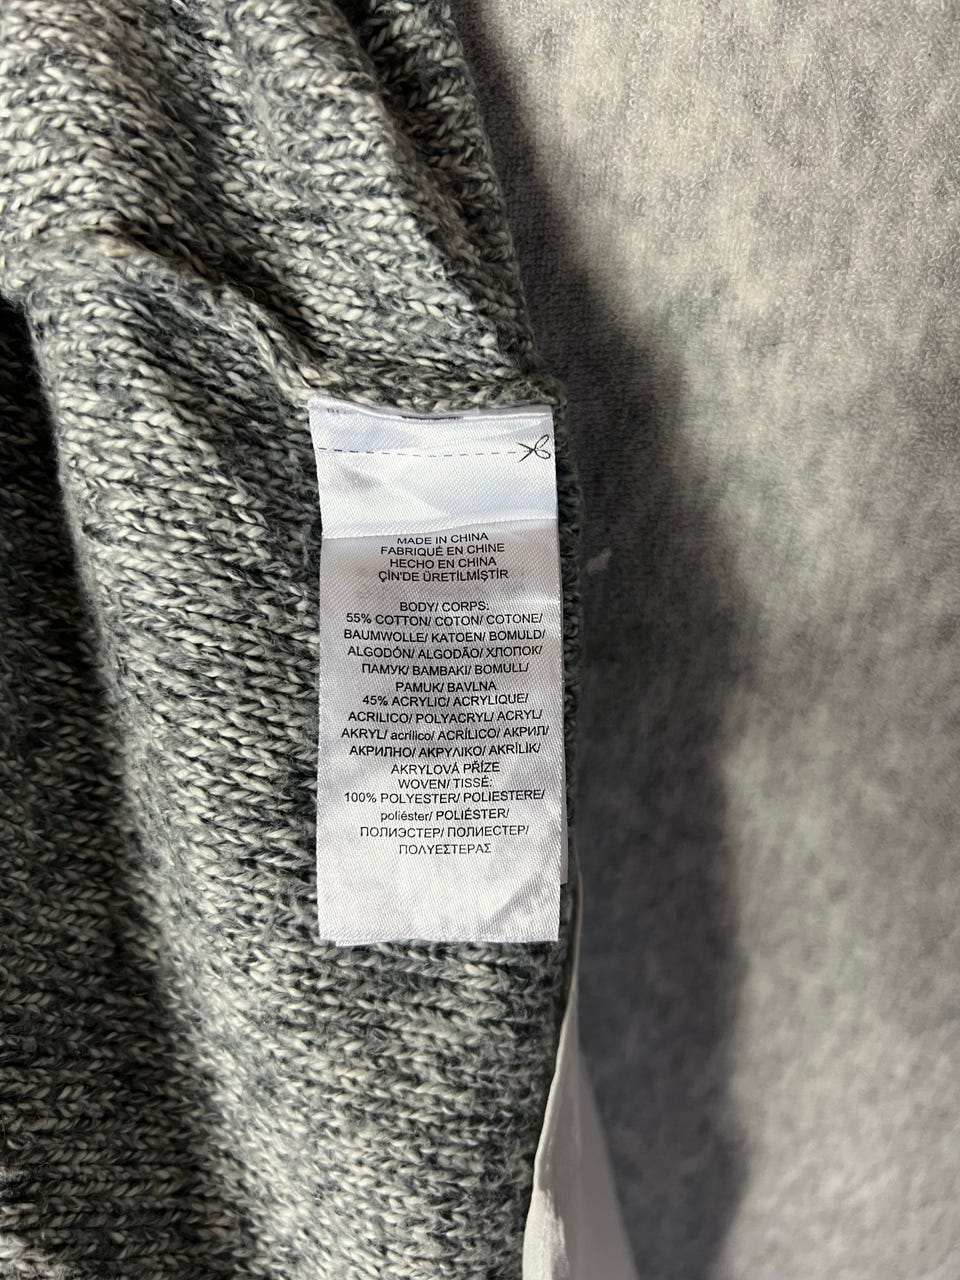 MADE IN CHINA
FABRIQUÉ EN CHINE
HECHO EN CHINA
ÇİN'DE ÜRETİLMİŞTİR
BODY/ CORPS:
55% COTTON/ COTON/ COTONE/
BAUMWOLLE/ KATOEN/ BOMULD/
ALGODÓN/ ALGODÃO/ ХЛОПОК/
ПАМУК/ ΒΑΜΒΑΚΙ/ BOMULL/
PAMUK/ BAVLNA
45% ACRYLIC/ ACRYLIQUE/
ACRILICO/ POLYACRYL/ ACRYL/
AKRYL/ acrílico/ ACRÍLICO/ АКРИЛ/
АКРИЛНО/ ΑΚΡΥΛΙΚΟ/ AKRİLİK/
AKRYLOVÁ PŘÍZE
WOVEN/ TISSÉ:
100% POLYESTER/ POLIESTERE/
poliéster/ POLIÉSTER/
ПОЛИЭСТЕР/ ПОЛИЕСТЕР/
ΠΟΛΥΕΣΤΕΡΑΣ